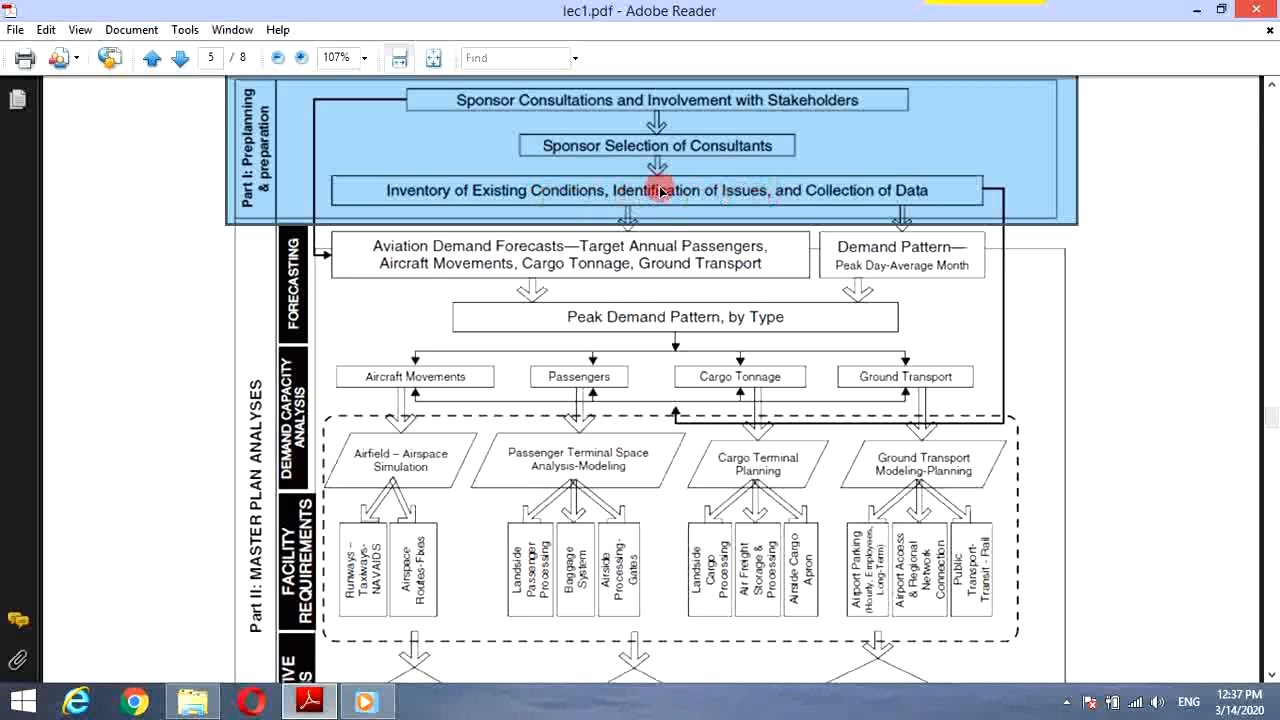 lec1.pdf - Adobe Reader
File Edit View Document Tools Window Help
5 / 8 107% Find
Part I: Preplanning
& preparation
Sponsor Consultations and Involvement with Stakeholders
Sponsor Selection of Consultants
Inventory of Existing Conditions, Identification of Issues, and Collection of Data
Part II: MASTER PLAN ANALYSES
FORECASTING
Aviation Demand Forecasts—Target Annual Passengers,
Aircraft Movements, Cargo Tonnage, Ground Transport
Demand Pattern—
Peak Day-Average Month
Peak Demand Pattern, by Type
DEMAND CAPACITY
ANALYSIS
Aircraft Movements
Passengers
Cargo Tonnage
Ground Transport
Airfield – Airspace
Simulation
Passenger Terminal Space
Analysis-Modeling
Cargo Terminal
Planning
Ground Transport
Modeling-Planning
FACILITY
REQUIREMENTS
Runways –
Taxiways-
NAVAIDS
Airspace
Routes-Fixes
Landside
Passenger
Processing
Baggage
System
Airside
Processing-
Gates
Landside
Cargo
Processing
Air Freight
Storage &
Processing
Airside Cargo
Apron
Airport Parking
(Hourly, Employees,
Long-Term)
Airport Access
& Regional
Network
Connection
Public
Transport-
Transit - Rail
ENG
12:37 PM
3/14/2020